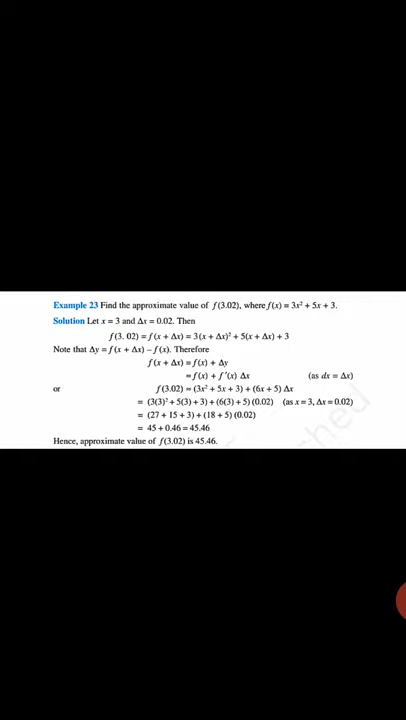 Example 23 Find the approximate value of f(3.02), where f(x) = 3x² + 5x + 3.
Solution Let x = 3 and Δx = 0.02. Then
f(3. 02) = f(x + Δx) = 3(x + Δx)² + 5(x + Δx) + 3
Note that Δy = f(x + Δx) – f(x). Therefore
f(x + Δx) = f(x) + Δy
= f(x) + f′(x) Δx (as dx = Δx)
or f(3.02) = (3x² + 5x + 3) + (6x + 5) Δx
= (3(3)² + 5(3) + 3) + (6(3) + 5) (0.02) (as x = 3, Δx = 0.02)
= (27 + 15 + 3) + (18 + 5) (0.02)
= 45 + 0.46 = 45.46
Hence, approximate value of f(3.02) is 45.46.